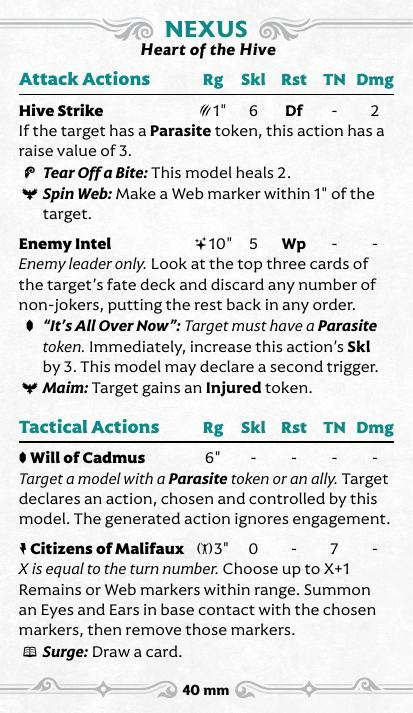 NEXUS
Heart of the Hive
Attack Actions Rg Skl Rst TN Dmg
Hive Strike 1" 6 Df - 2
If the target has a Parasite token, this action has a
raise value of 3.
Tear Off a Bite: This model heals 2.
Spin Web: Make a Web marker within 1" of the
target.
Enemy Intel 10" 5 Wp - -
Enemy leader only. Look at the top three cards of
the target's fate deck and discard any number of
non-jokers, putting the rest back in any order.
"It's All Over Now": Target must have a Parasite
token. Immediately, increase this action's Skl
by 3. This model may declare a second trigger.
Maim: Target gains an Injured token.
Tactical Actions Rg Skl Rst TN Dmg
Will of Cadmus 6" - - - -
Target a model with a Parasite token or an ally. Target
declares an action, chosen and controlled by this
model. The generated action ignores engagement.
Citizens of Malifaux 3" 0 - 7 -
X is equal to the turn number. Choose up to X+1
Remains or Web markers within range. Summon
an Eyes and Ears in base contact with the chosen
markers, then remove those markers.
Surge: Draw a card.
40 mm